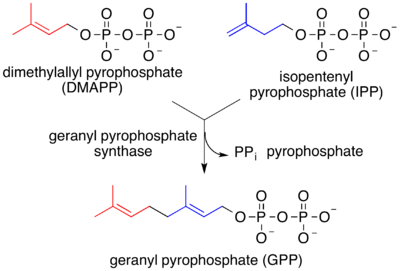 O O
O P O P O⁻
O⁻ O⁻
dimethylallyl pyrophosphate
(DMAPP)
O O
O P O P O⁻
O⁻ O⁻
isopentenyl
pyrophosphate (IPP)
geranyl pyrophosphate
synthase
PPi pyrophosphate
O O
O P O P O⁻
O⁻ O⁻
geranyl pyrophosphate (GPP)